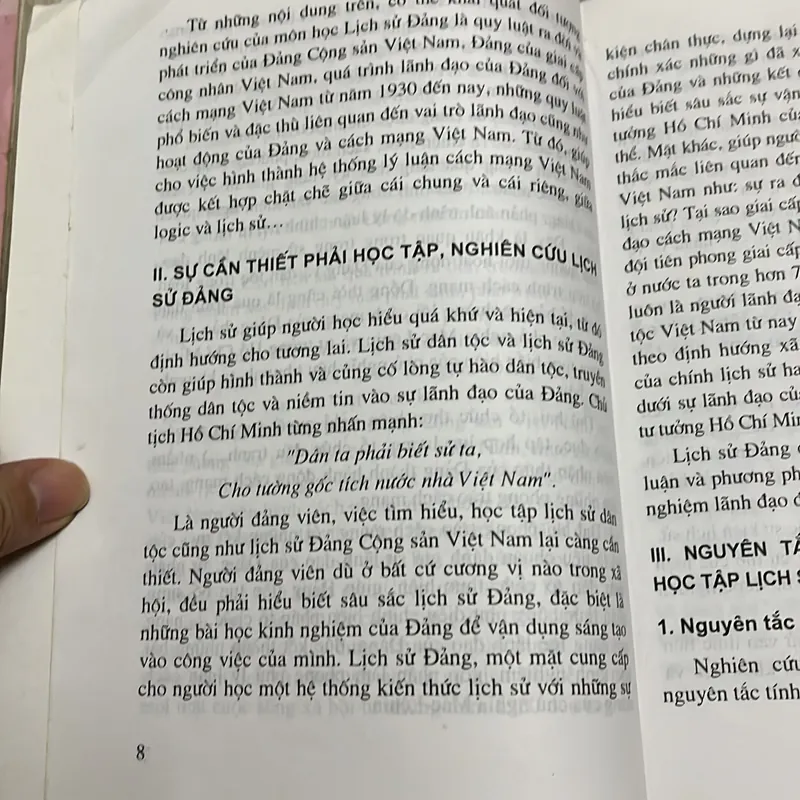 Từ những nội dung trên, có thể khái quát đối tượng
nghiên cứu của môn học Lịch sử Đảng là quy luật ra đời và
phát triển của Đảng Cộng sản Việt Nam, Đảng của giai cấp
công nhân Việt Nam, quá trình lãnh đạo của Đảng đối với
cách mạng Việt Nam từ năm 1930 đến nay, những quy luật
phổ biến và đặc thù liên quan đến vai trò lãnh đạo cũng như
hoạt động của Đảng và cách mạng Việt Nam. Từ đó, giúp
cho việc hình thành hệ thống lý luận cách mạng Việt Nam
được kết hợp chặt chẽ giữa cái chung và cái riêng, giữa
logic và lịch sử...
II. SỰ CẦN THIẾT PHẢI HỌC TẬP, NGHIÊN CỨU LỊCH
SỬ ĐẢNG
Lịch sử giúp người học hiểu quá khứ và hiện tại, từ đó
định hướng cho tương lai. Lịch sử dân tộc và lịch sử Đảng
còn giúp hình thành và củng cố lòng tự hào dân tộc, truyền
thống dân tộc và niềm tin vào sự lãnh đạo của Đảng. Chủ
tịch Hồ Chí Minh từng nhấn mạnh:
"Dân ta phải biết sử ta,
Cho tường gốc tích nước nhà Việt Nam".
Là người đảng viên, việc tìm hiểu, học tập lịch sử dân
tộc cũng như lịch sử Đảng Cộng sản Việt Nam lại càng cần
thiết. Người đảng viên dù ở bất cứ cương vị nào trong xã
hội, đều phải hiểu biết sâu sắc lịch sử Đảng, đặc biệt là
những bài học kinh nghiệm của Đảng để vận dụng sáng tạo
vào công việc của mình. Lịch sử Đảng, một mặt cung cấp
cho người học một hệ thống kiến thức lịch sử với những sự
8
kiện chân thực, dựng lại
chính xác những gì đã x
của Đảng và những kết
hiểu biết sâu sắc sự vận
tưởng Hồ Chí Minh của
thể. Mặt khác, giúp ngườ
thắc mắc liên quan đến
Việt Nam như: sự ra đ
lịch sử? Tại sao giai cấp
đạo cách mạng Việt N
đội tiên phong giai cấp
ở nước ta trong hơn 7
luôn là người lãnh đạ
tộc Việt Nam từ nay
theo định hướng xã
của chính lịch sử ha
dưới sự lãnh đạo củ
tư tưởng Hồ Chí Min
Lịch sử Đảng c
luận và phương ph
nghiệm lãnh đạo đ
III. NGUYÊN TẮ
HỌC TẬP LỊCH S
1. Nguyên tắc
Nghiên cứu
nguyên tắc tính